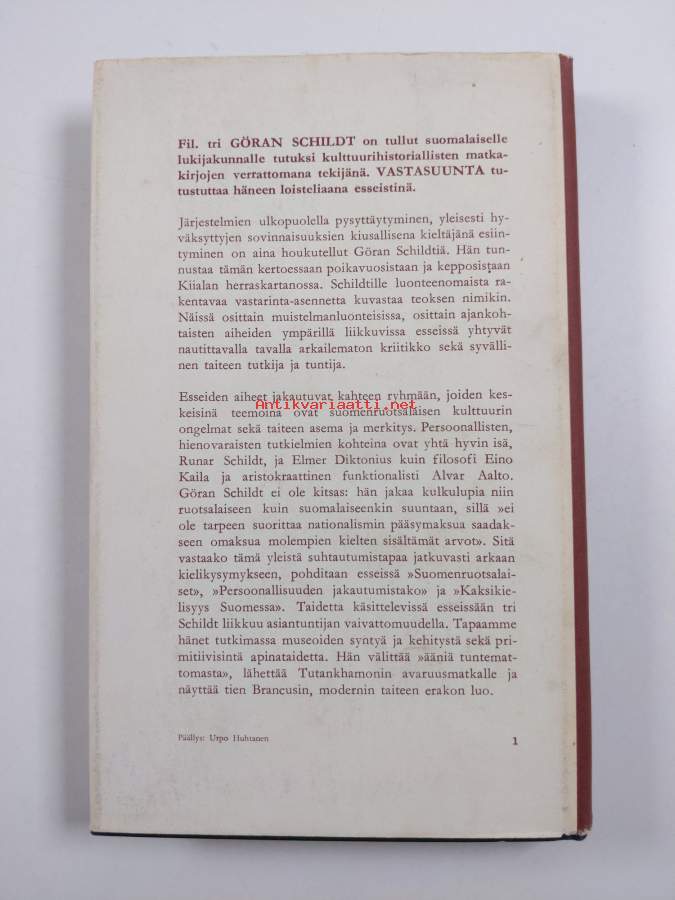 Fil. tri GÖRAN SCHILDT on tullut suomalaiselle
lukijakunnalle tutuksi kulttuurihistoriallisten matka-
kirjojen verrattomana tekijänä. VASTASUUNTA tu-
tustuttaa häneen loisteliaana esseistinä.
Järjestelmien ulkopuolella pysyttäytyminen, yleisesti hy-
väksyttyjen sovinnaisuuksien kiusallisena kieltäjänä esiin-
tyminen on aina houkutellut Göran Schildtiä. Hän tun-
nustaa tämän kertoessaan poikavuosistaan ja kepposistaan
Kiialan herraskartanossa. Schildtille luonteenomaista ra-
kentavaa vastarinta-asennetta kuvastaa teoksen nimikin.
Näissä osittain muistelmanluonteisissa, osittain ajankoh-
taisten aiheiden ympärillä liikkuvissa esseissä yhtyvät
nautittavalla tavalla arkailematon kriitikko sekä syvälli-
nen taiteen tutkija ja tuntija.
Esseiden aiheet jakautuvat kahteen ryhmään, joiden kes-
keisinä teemoina ovat suomenruotsalaisen kulttuurin
Antikvariaatti.net
ongelmat sekä taiteen asema ja merkitys. Persoonallisten,
hienovaraisten tutkielmien kohteina ovat yhtä hyvin isä,
Runar Schildt, ja Elmer Diktonius kuin filosofi Eino
Kaila ja aristokraattinen funktionalisti Alvar Aalto.
Göran Schildt ei ole kitsas: hän jakaa kulkulupia niin
ruotsalaiseen kuin suomalaiseenkin suuntaan, sillä »ei
ole tarpeen suorittaa nationalismin pääsymaksua saadak-
seen omaksua molempien kielten sisältämät arvot». Sitä
vastaako tämä yleistä suhtautumistapaa jatkuvasti arkaan
kielikysymykseen, pohditaan esseissä »Suomenruotsalai-
set», »Persoonallisuuden jakautumistako» ja »Kaksikie-
lisyys Suomessa». Taidetta käsittelevissä esseissään tri
Schildt liikkuu asiantuntijan vaivattomuudella. Tapaamme
hänet tutkimassa museoiden syntyä ja kehitystä sekä pri-
mitiivisintä apinataidetta. Hän välittää »ääniä tuntemat-
tomasta», lähettää Tutankhamonin avaruusmatkalle ja
näyttää tien Brancusin, modernin taiteen erakon luo.
Päällys: Urpo Huhtanen
1